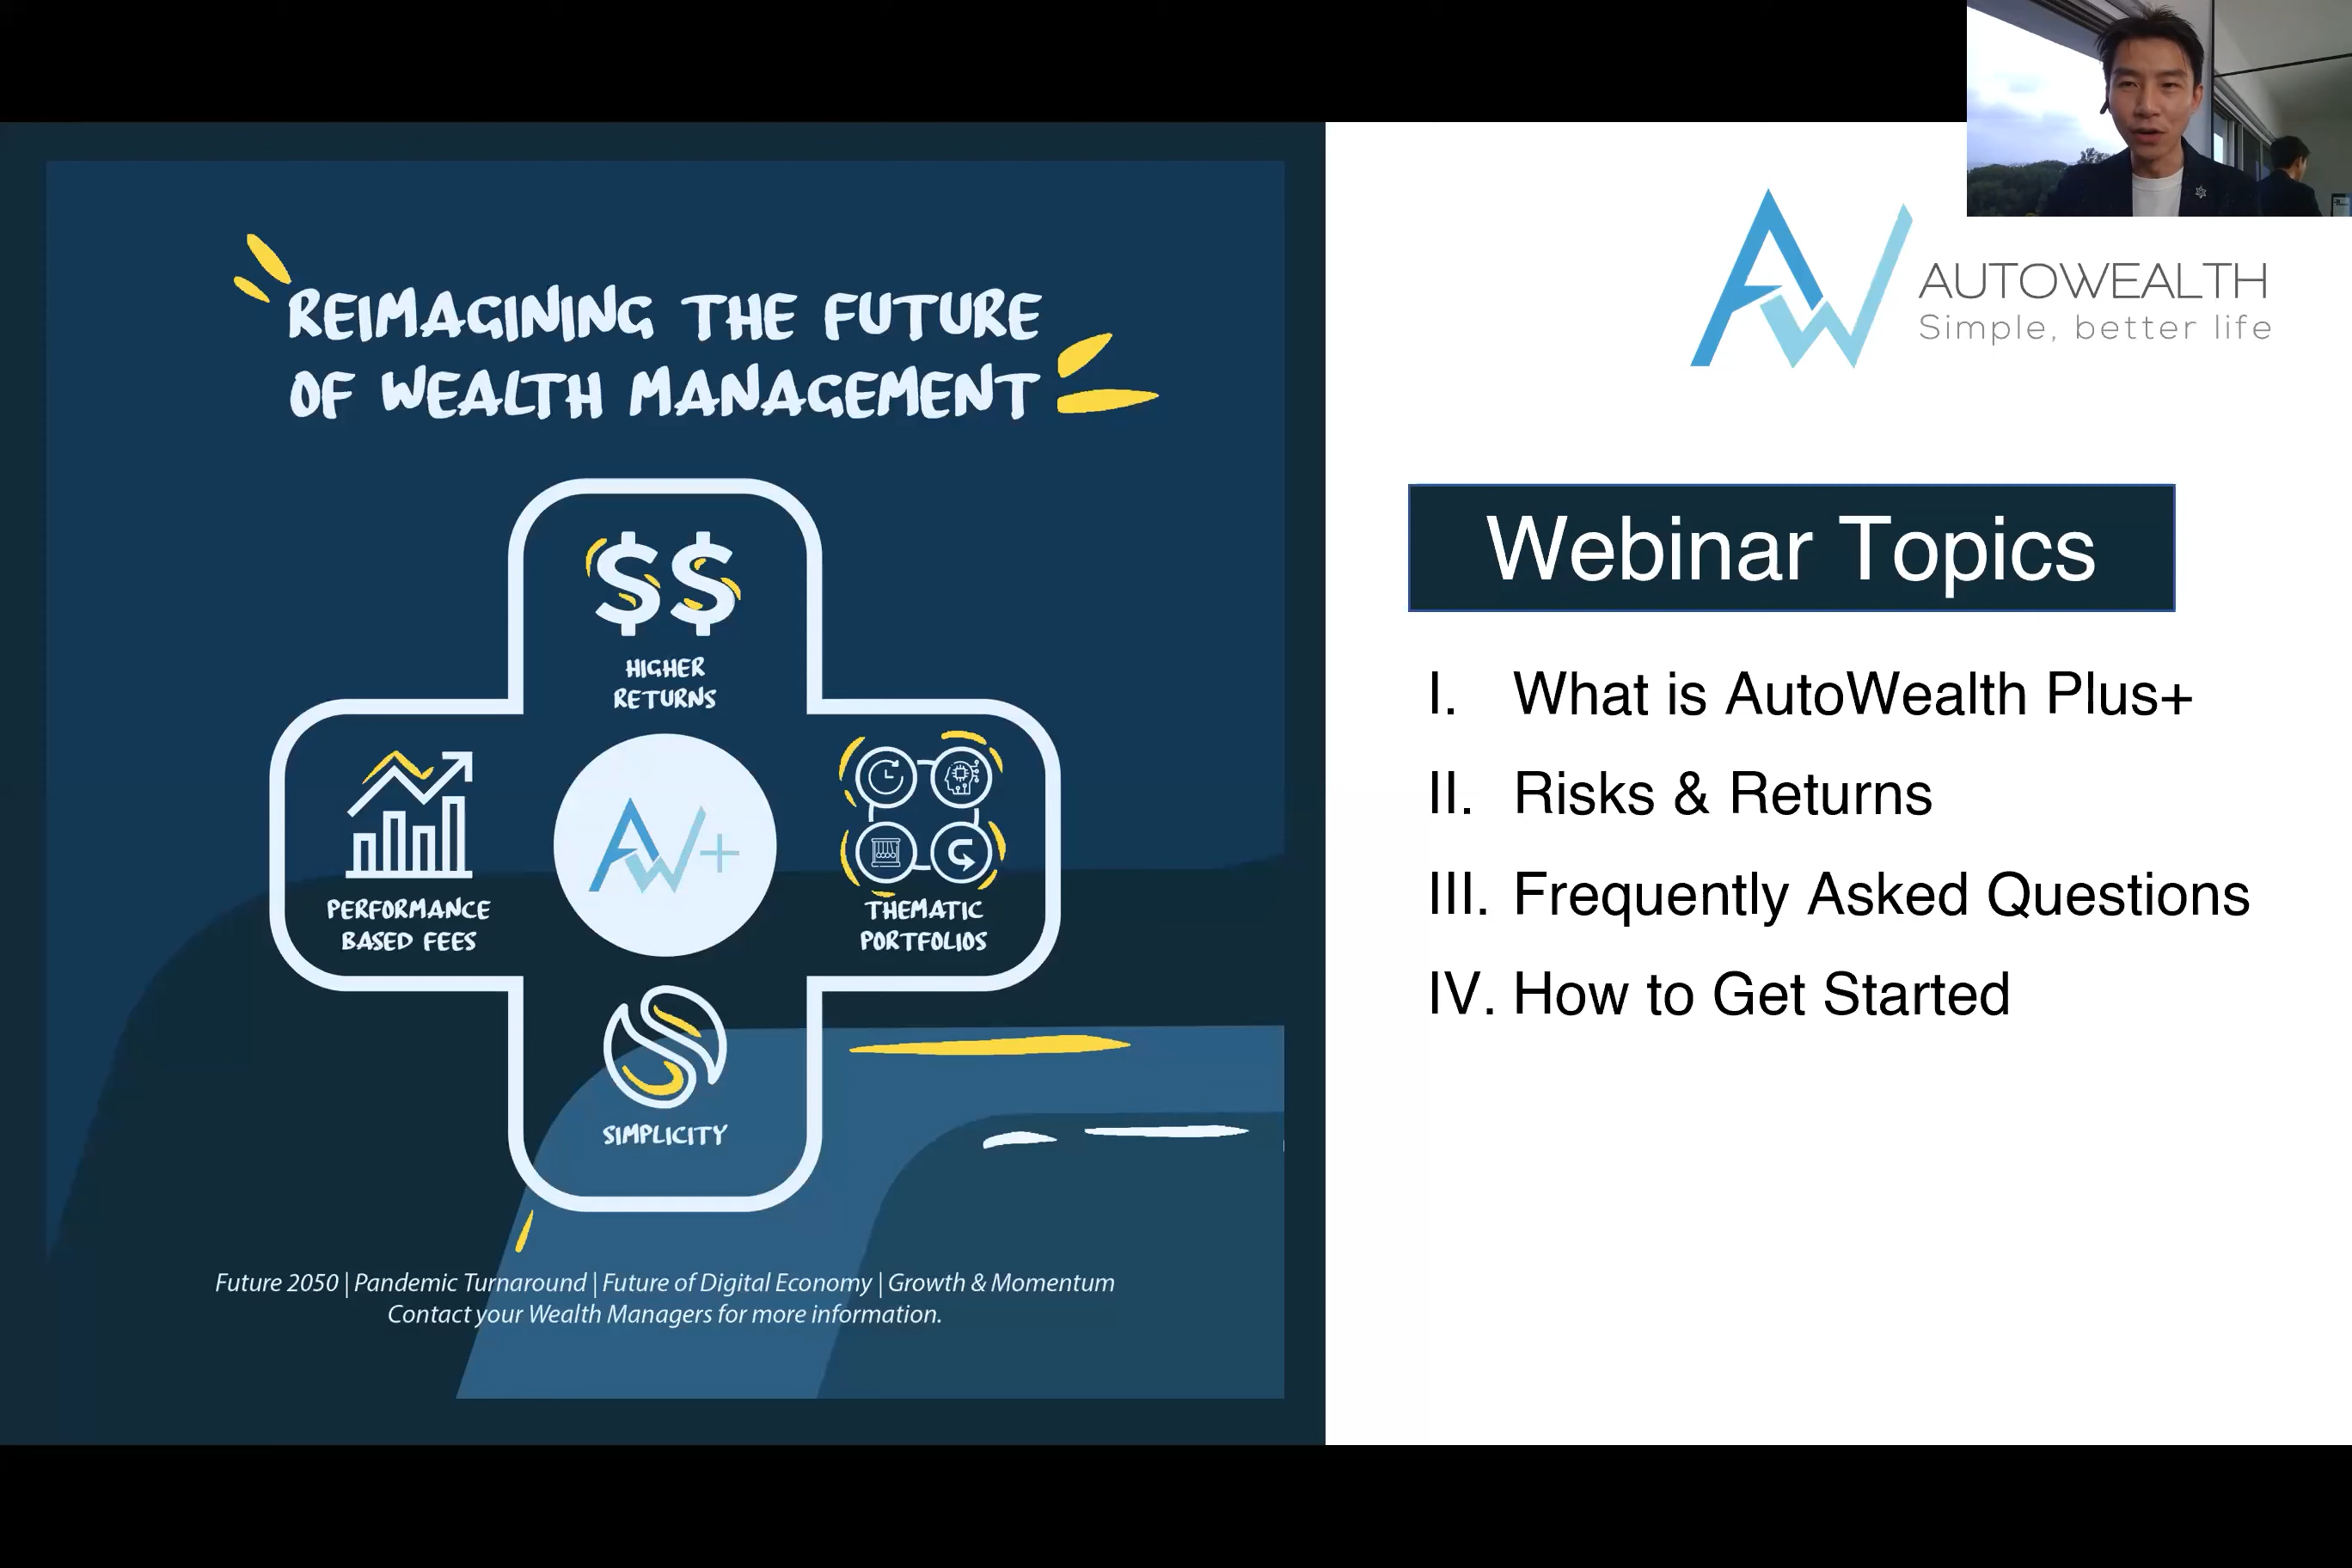 REIMAGINING THE FUTURE
OF WEALTH MANAGEMENT
$$
HIGHER
RETURNS
PERFORMANCE
BASED FEES
AW+
THEMATIC
PORTFOLIOS
SIMPLICITY
Future 2050 | Pandemic Turnaround | Future of Digital Economy | Growth & Momentum
Contact your Wealth Managers for more information.
AW
AUTOWEALTH
Simple, better life
Webinar Topics
I. What is AutoWealth Plus+
II. Risks & Returns
III. Frequently Asked Questions
IV. How to Get Started